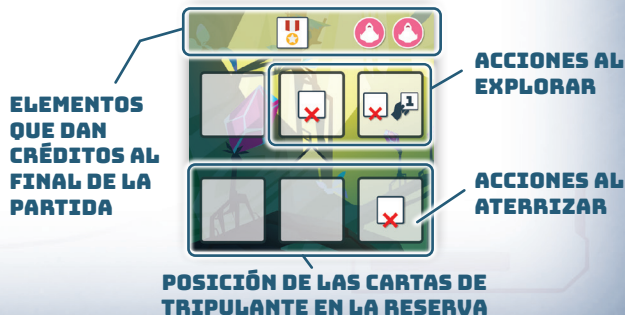 ELEMENTOS
QUE DAN
CRÉDITOS AL
FINAL DE LA
PARTIDA
ACCIONES AL
EXPLORAR
1
ACCIONES AL
ATERRIZAR
POSICIÓN DE LAS CARTAS DE
TRIPULANTE EN LA RESERVA